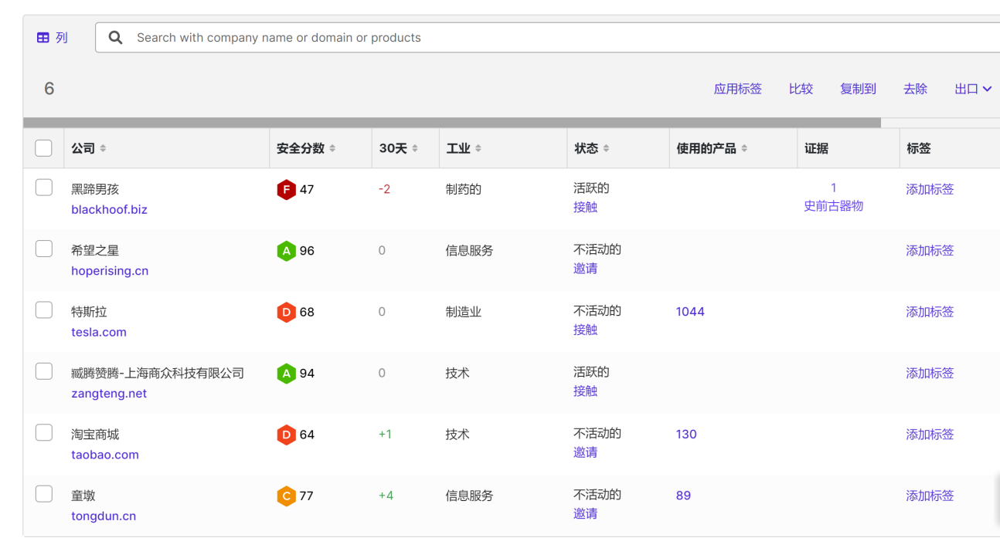 列
Search with company name or domain or products
6
应用标签 比较 复制到 去除 出口
公司 安全分数 30天 工业 状态 使用的产品 证据 标签
黑蹄男孩 F 47 -2 制药的 活跃的 1 添加标签
blackhoof.biz 接触 史前古器物
希望之星 A 96 0 信息服务 不活动的 添加标签
hoperising.cn 邀请
特斯拉 D 68 0 制造业 不活动的 1044 添加标签
tesla.com 接触
臧腾赞腾-上海商众科技有限公司 A 94 0 技术 活跃的 添加标签
zangteng.net 接触
淘宝商城 D 64 +1 技术 不活动的 130 添加标签
taobao.com 邀请
童墩 C 77 +4 信息服务 不活动的 89 添加标签
tongdun.cn 邀请